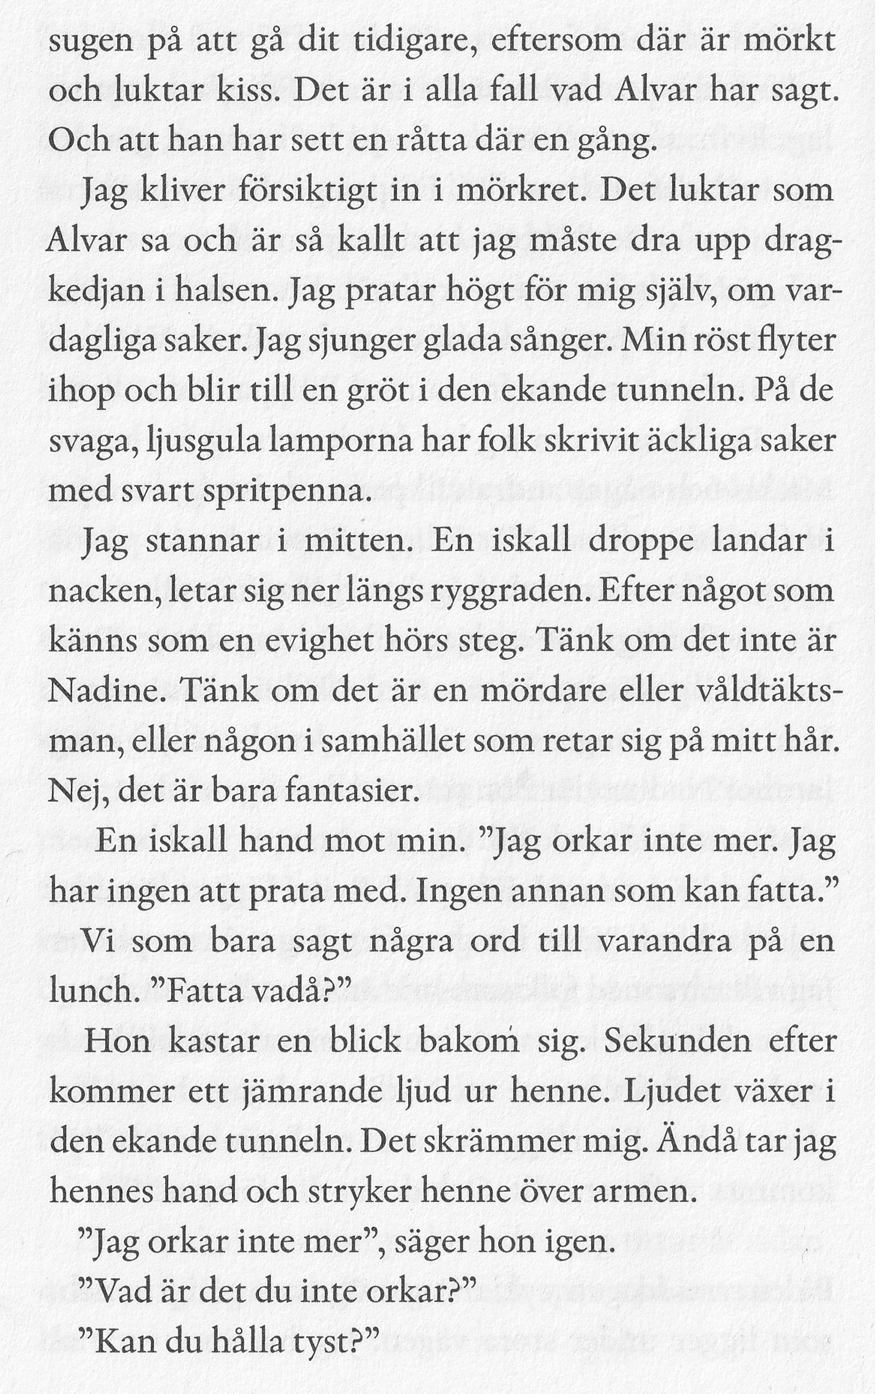 sugen på att gå dit tidigare, eftersom där är mörkt
och luktar kiss. Det är i alla fall vad Alvar har sagt.
Och att han har sett en råtta där en gång.
Jag kliver försiktigt in i mörkret. Det luktar som
Alvar sa och är så kallt att jag måste dra upp drag-
kedjan i halsen. Jag pratar högt för mig själv, om var-
dagliga saker. Jag sjunger glada sånger. Min röst flyter
ihop och blir till en gröt i den ekande tunneln. På de
svaga, ljusgula lamporna har folk skrivit äckliga saker
med svart spritpenna.
Jag stannar i mitten. En iskall droppe landar i
nacken, letar sig ner längs ryggraden. Efter något som
känns som en evighet hörs steg. Tänk om det inte är
Nadine. Tänk om det är en mördare eller våldtäkts-
man, eller någon i samhället som retar sig på mitt hår.
Nej, det är bara fantasier.
En iskall hand mot min. ”Jag orkar inte mer. Jag
har ingen att prata med. Ingen annan som kan fatta.”
Vi som bara sagt några ord till varandra på en
lunch. ”Fatta vadå?”
Hon kastar en blick bakom sig. Sekunden efter
kommer ett jämrande ljud ur henne. Ljudet växer i
den ekande tunneln. Det skrämmer mig. Ändå tar jag
hennes hand och stryker henne över armen.
”Jag orkar inte mer”, säger hon igen.
”Vad är det du inte orkar?”
”Kan du hålla tyst?”